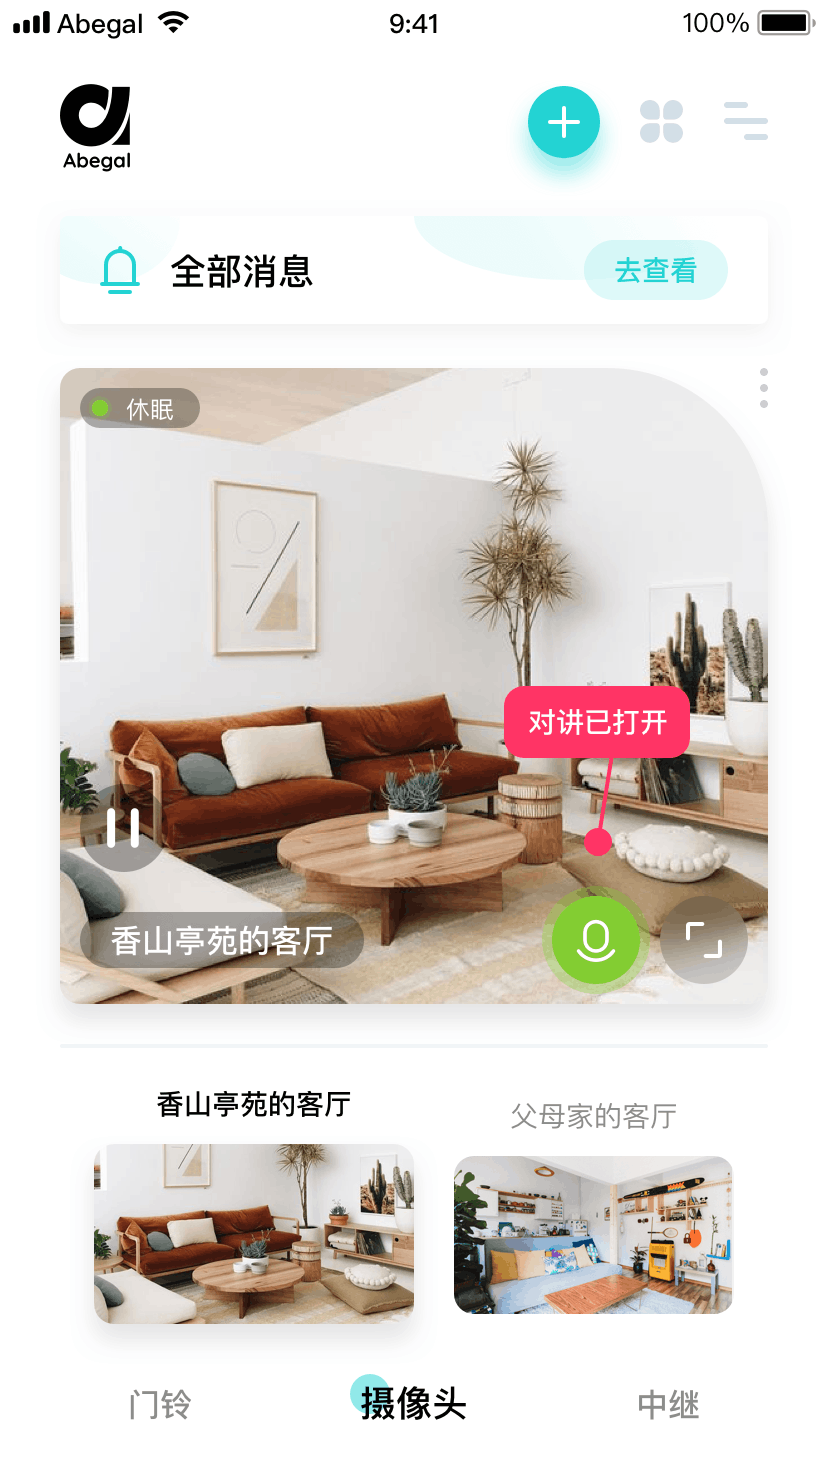 Abegal
9:41
100%
Abegal
全部消息
去查看
休眠
对讲已打开
香山亭苑的客厅
香山亭苑的客厅
父母家的客厅
门铃
摄像头
中继